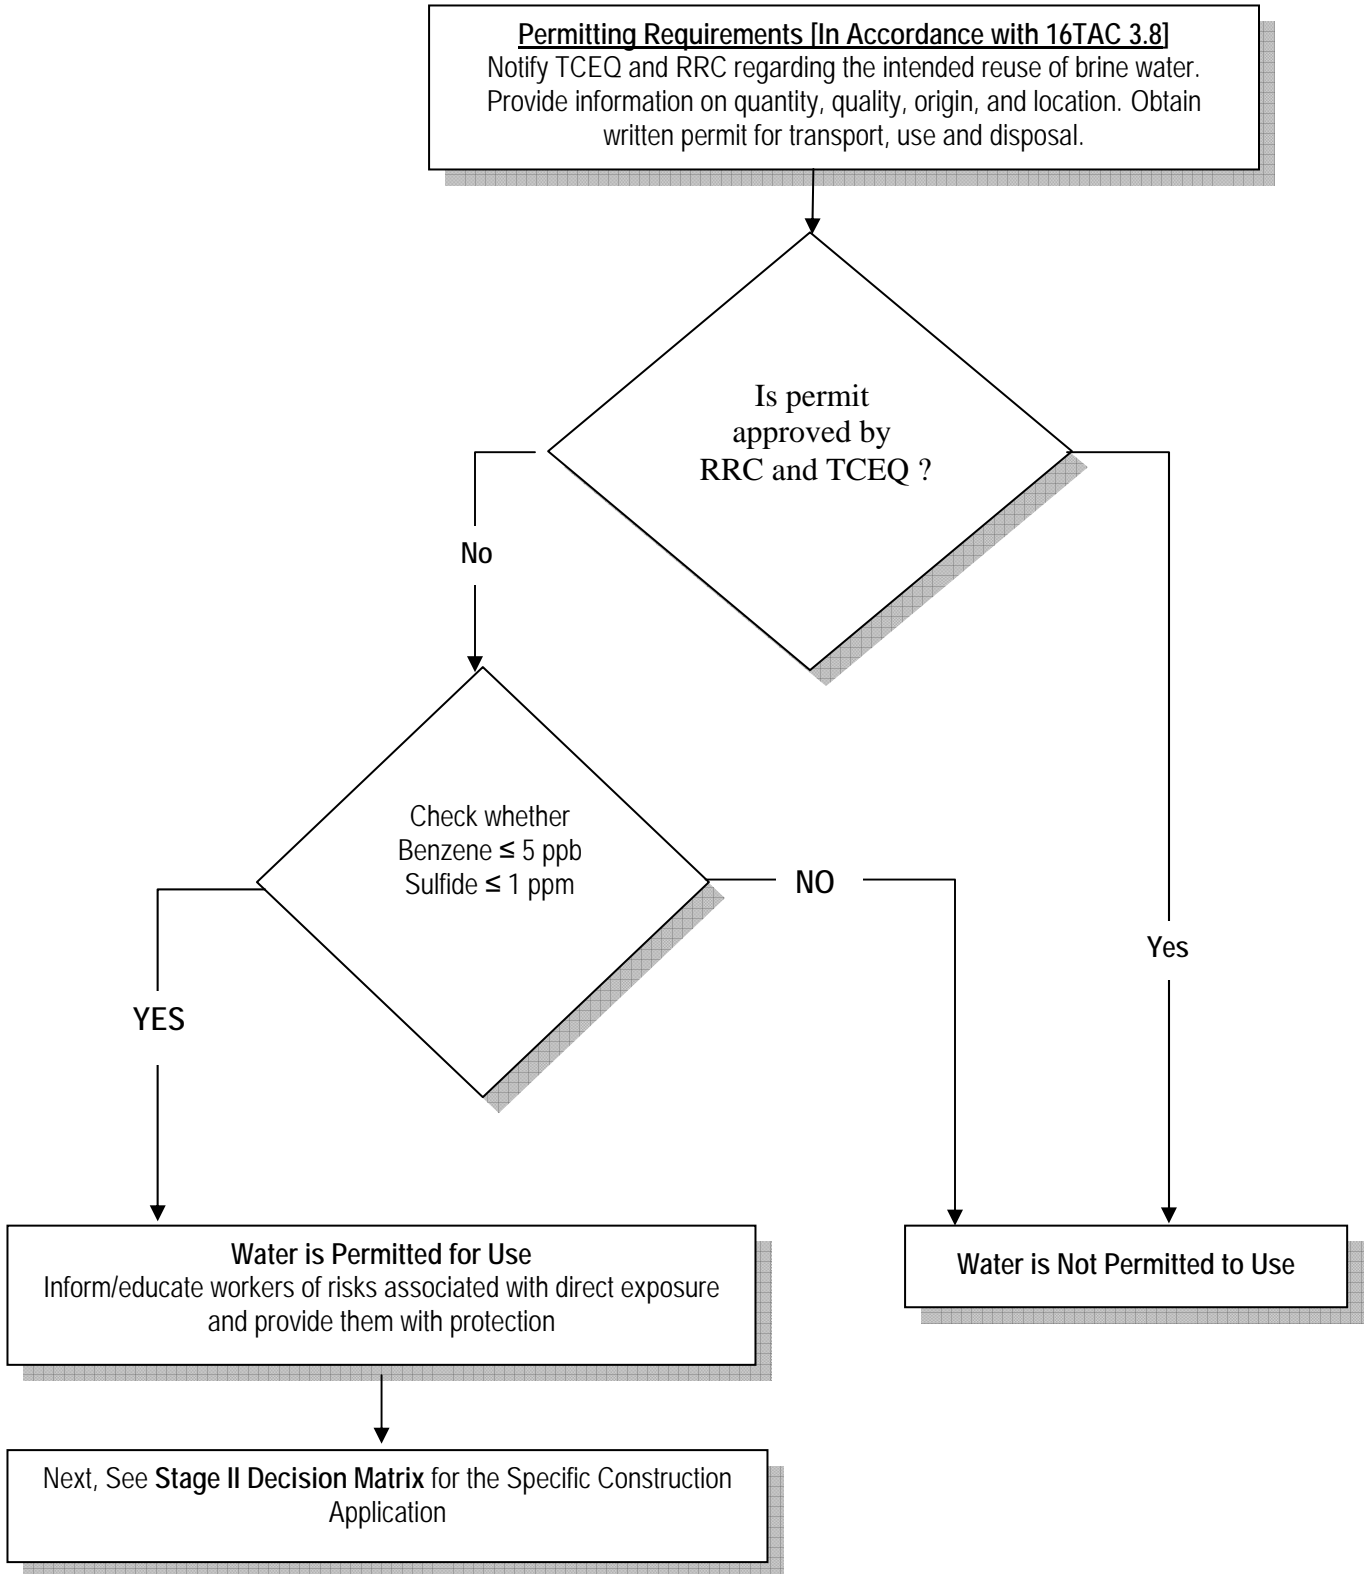 Permitting Requirements [In Accordance with 16TAC 3.8]
Notify TCEQ and RRC regarding the intended reuse of brine water.
Provide information on quantity, quality, origin, and location. Obtain
written permit for transport, use and disposal.
Is permit
approved by
RRC and TCEQ ?
No
Check whether
Benzene ≤ 5 ppb
Sulfide ≤ 1 ppm
NO
Yes
YES
Water is Permitted for Use
Inform/educate workers of risks associated with direct exposure
and provide them with protection
Water is Not Permitted to Use
Next, See Stage II Decision Matrix for the Specific Construction
Application